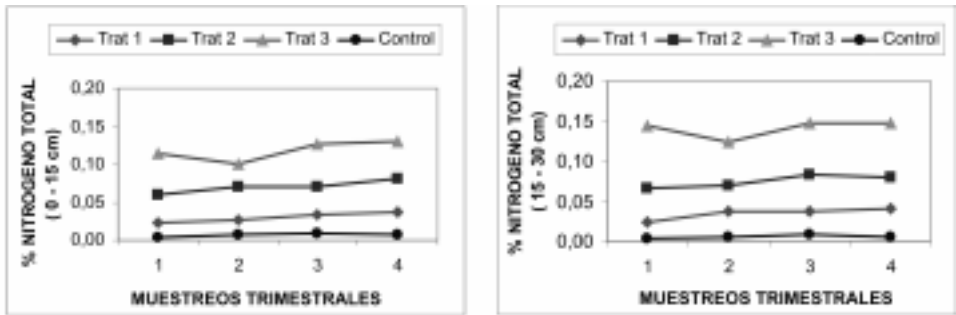 Trat 1 Trat 2 Trat 3 Control
% NITROGENO TOTAL
( 0 - 15 cm)
0,20
0,15
0,10
0,05
0,00
1 2 3 4
MUESTREOS TRIMESTRALES
Trat 1 Trat 2 Trat 3 Control
% NITROGENO TOTAL
( 15 - 30 cm)
0,20
0,15
0,10
0,05
0,00
1 2 3 4
MUESTREOS TRIMESTRALES